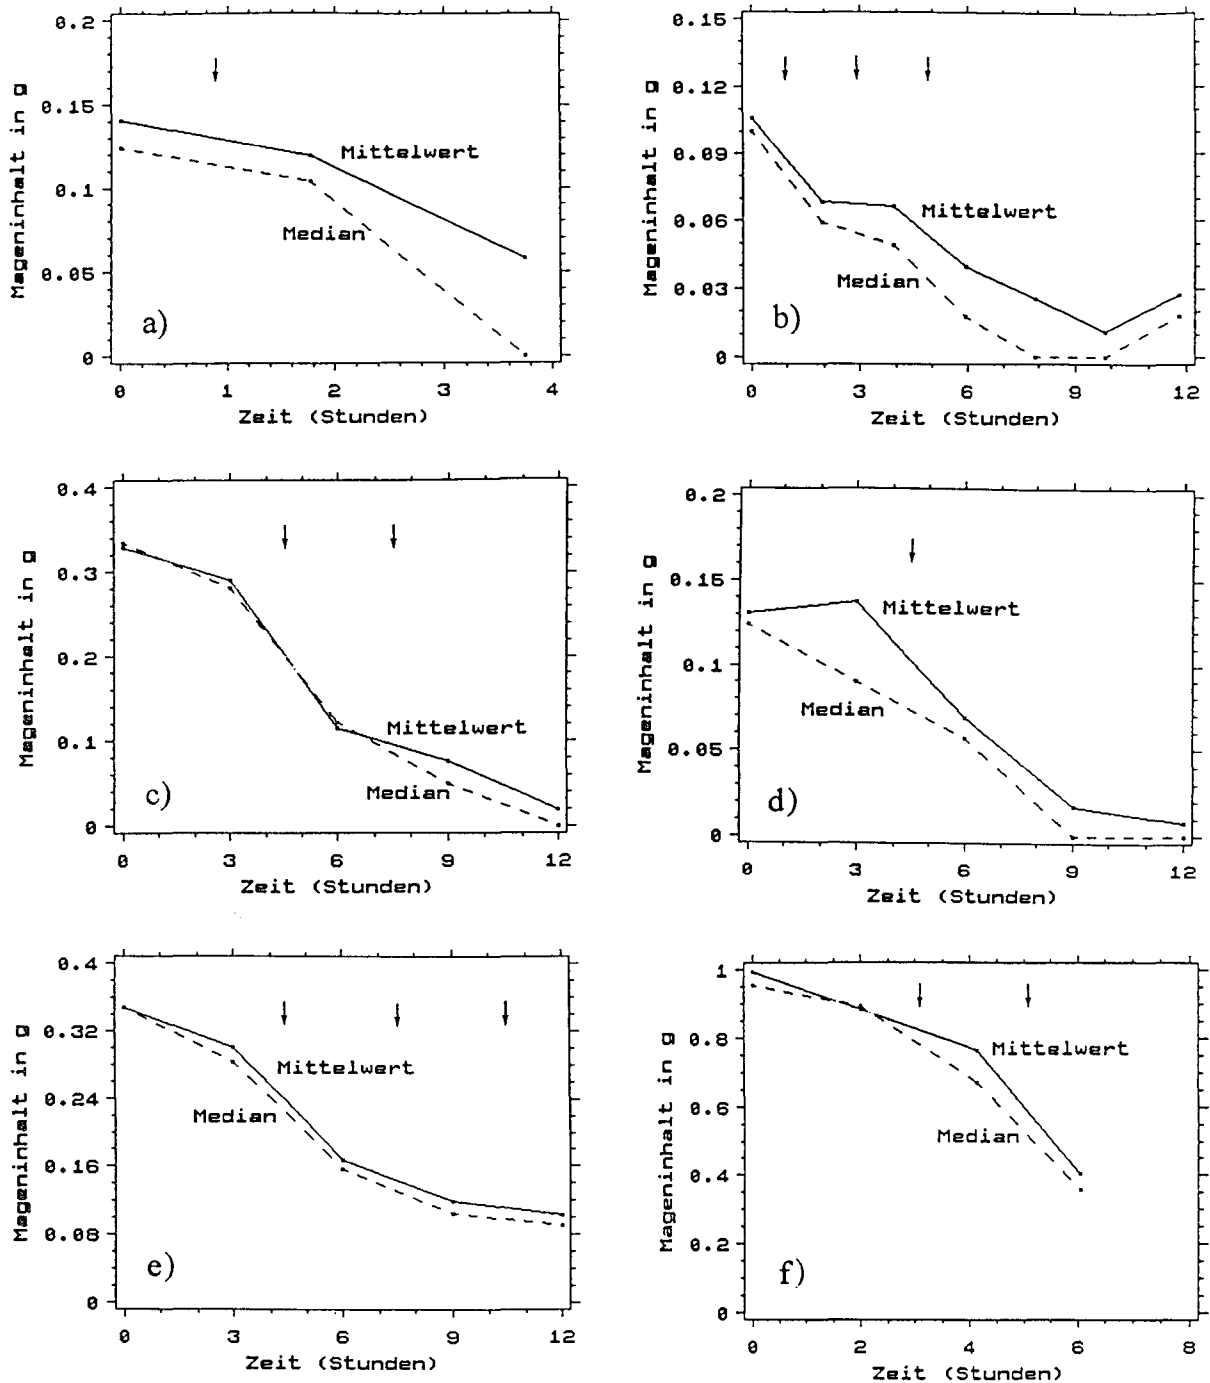 0.2
0.15
0.1
0.05
0
Mageninhalt in g
Mittelwert
Median
a)
0 1 2 3 4
Zeit (Stunden)
0.15
0.12
0.09
0.06
0.03
0
Mageninhalt in g
Mittelwert
Median
b)
0 3 6 9 12
Zeit (Stunden)
0.4
0.3
0.2
0.1
0
Mageninhalt in g
Mittelwert
Median
c)
0 3 6 9 12
Zeit (Stunden)
0.2
0.15
0.1
0.05
0
Mageninhalt in g
Mittelwert
Median
d)
0 3 6 9 12
Zeit (Stunden)
0.4
0.32
0.24
0.16
0.08
0
Mageninhalt in g
Mittelwert
Median
e)
0 3 6 9 12
Zeit (Stunden)
1
0.8
0.6
0.4
0.2
0
Mageninhalt in g
Mittelwert
Median
f)
0 2 4 6 8
Zeit (Stunden)